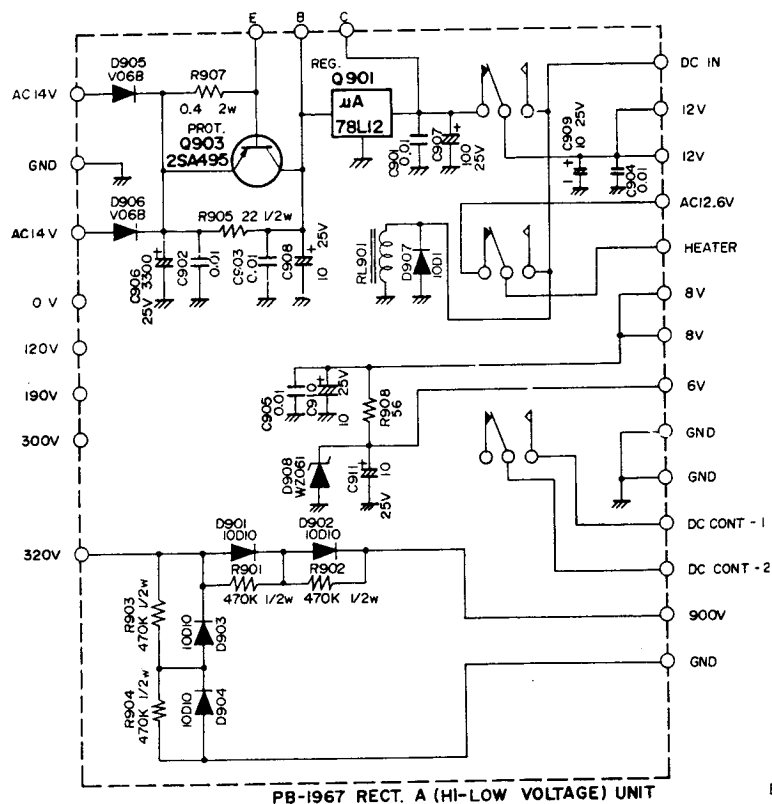 E
B
C
D905
V06B
R907
0.4 2w
PROT.
Q903
2SA495
REG.
Q901
µA
78L12
DC IN
AC14V
12V
GND
12V
C901
0.01
C907
100
25V
C909
10 25V
C904
0.01
D906
V06B
R905 22 1/2w
AC14V
AC12.6V
HEATER
C906
25V 3300
C902
0.01
C903
0.01
C908
10
25V
RL901
D907
10D1
0V
8V
120V
8V
190V
6V
C905
0.01
C910
10
25V
R908
56
300V
GND
D908
WZ061
C911
10
25V
GND
DC CONT-1
320V
D901
10D10
D902
10D10
DC CONT-2
R901
470K 1/2w
R902
470K 1/2w
R903
470K 1/2w
10D10
D903
900V
GND
R904
470K 1/2w
10D10
D904
PB-1967 RECT. A (HI-LOW VOLTAGE) UNIT